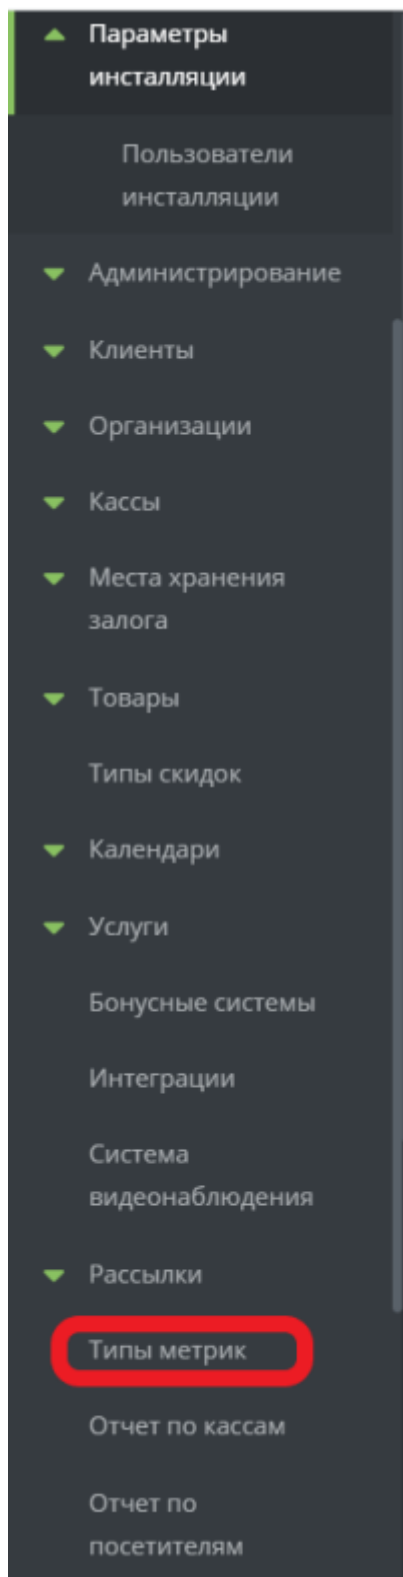 Параметры
инсталляции
Пользователи
инсталляции
Администрирование
Клиенты
Организации
Кассы
Места хранения
залога
Товары
Типы скидок
Календари
Услуги
Бонусные системы
Интеграции
Система
видеонаблюдения
Рассылки
Типы метрик
Отчет по кассам
Отчет по
посетителям